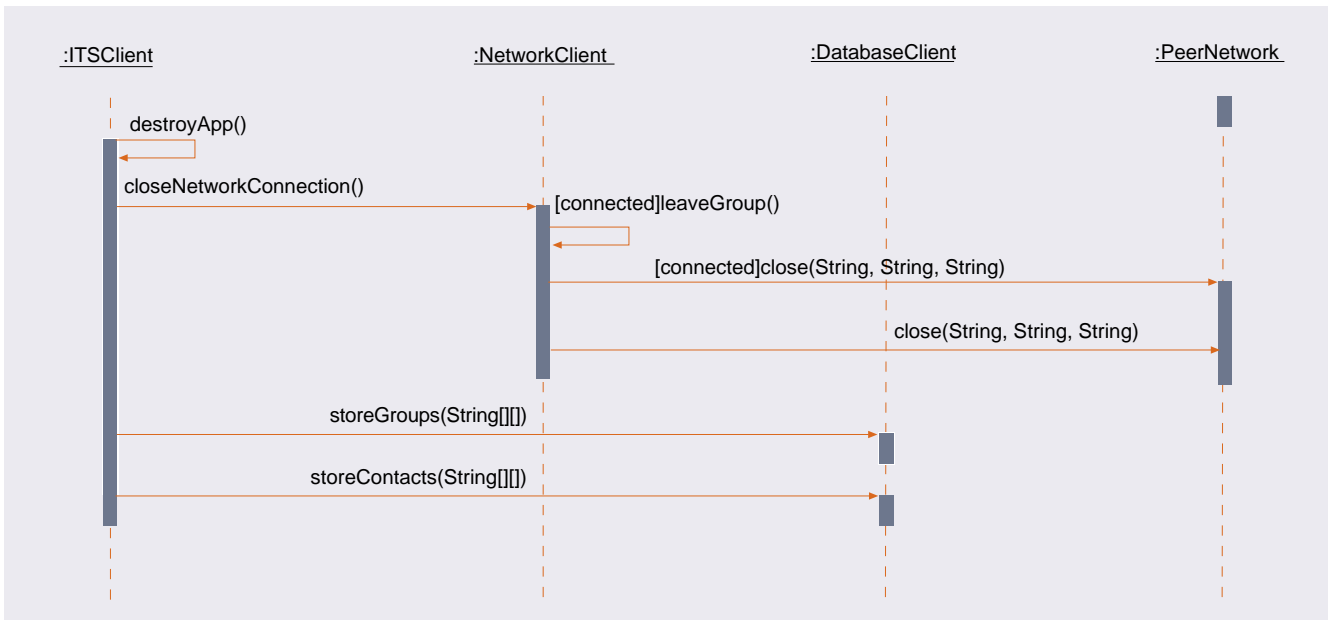 :ITSClient
:NetworkClient
:DatabaseClient
:PeerNetwork
destroyApp()
closeNetworkConnection()
[connected]leaveGroup()
[connected]close(String, String, String)
close(String, String, String)
storeGroups(String[][])
storeContacts(String[][])